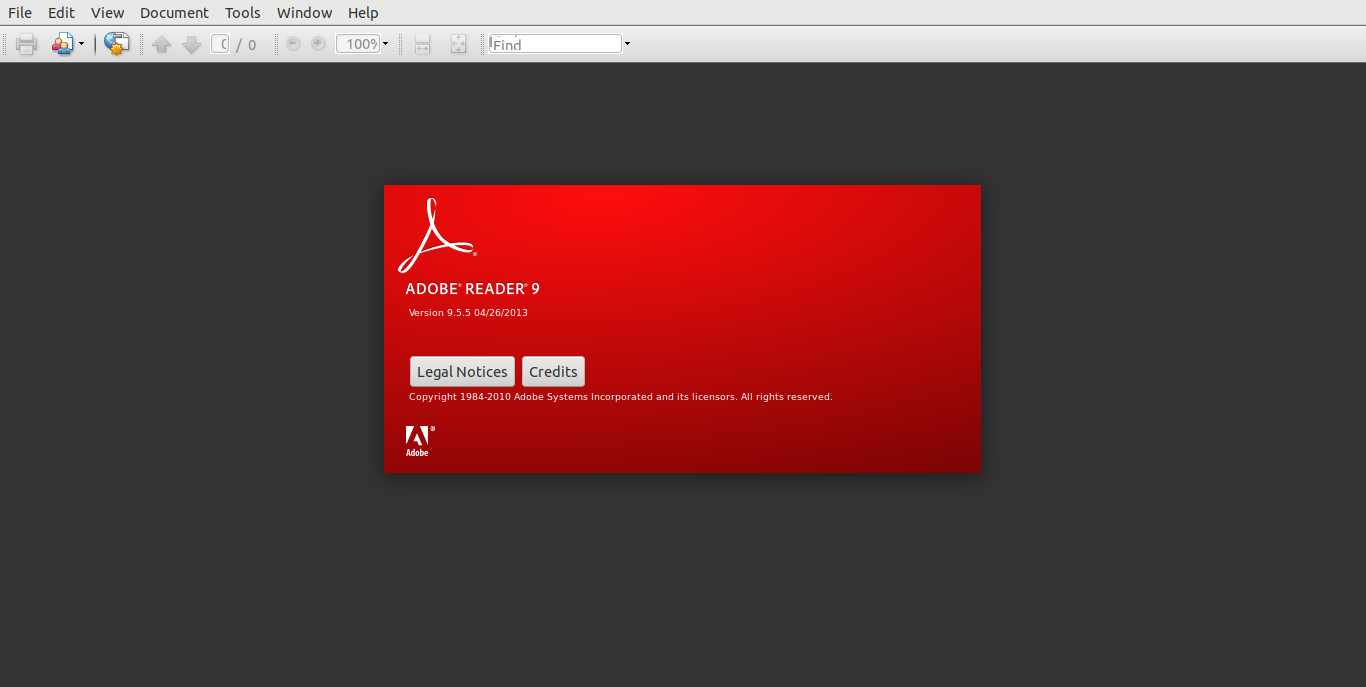 File Edit View Document Tools Window Help
/ 0 100% Find
ADOBE® READER® 9
Version 9.5.5 04/26/2013
Legal Notices Credits
Copyright 1984-2010 Adobe Systems Incorporated and its licensors. All rights reserved.
Adobe